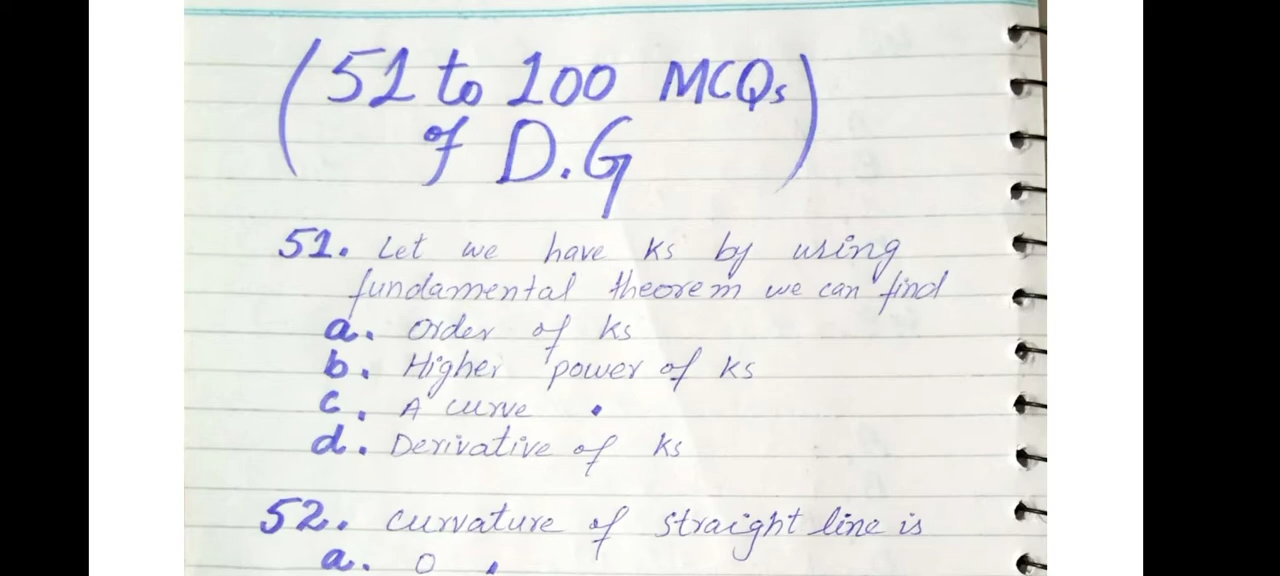 (51 to 100 MCQs)
of D.G
51. Let we have ks by using
fundamental theorem we can find
a. Order of ks
b. Higher power of ks
c. A curve .
d. Derivative of ks
52. curvature of straight line is
a. 0 .